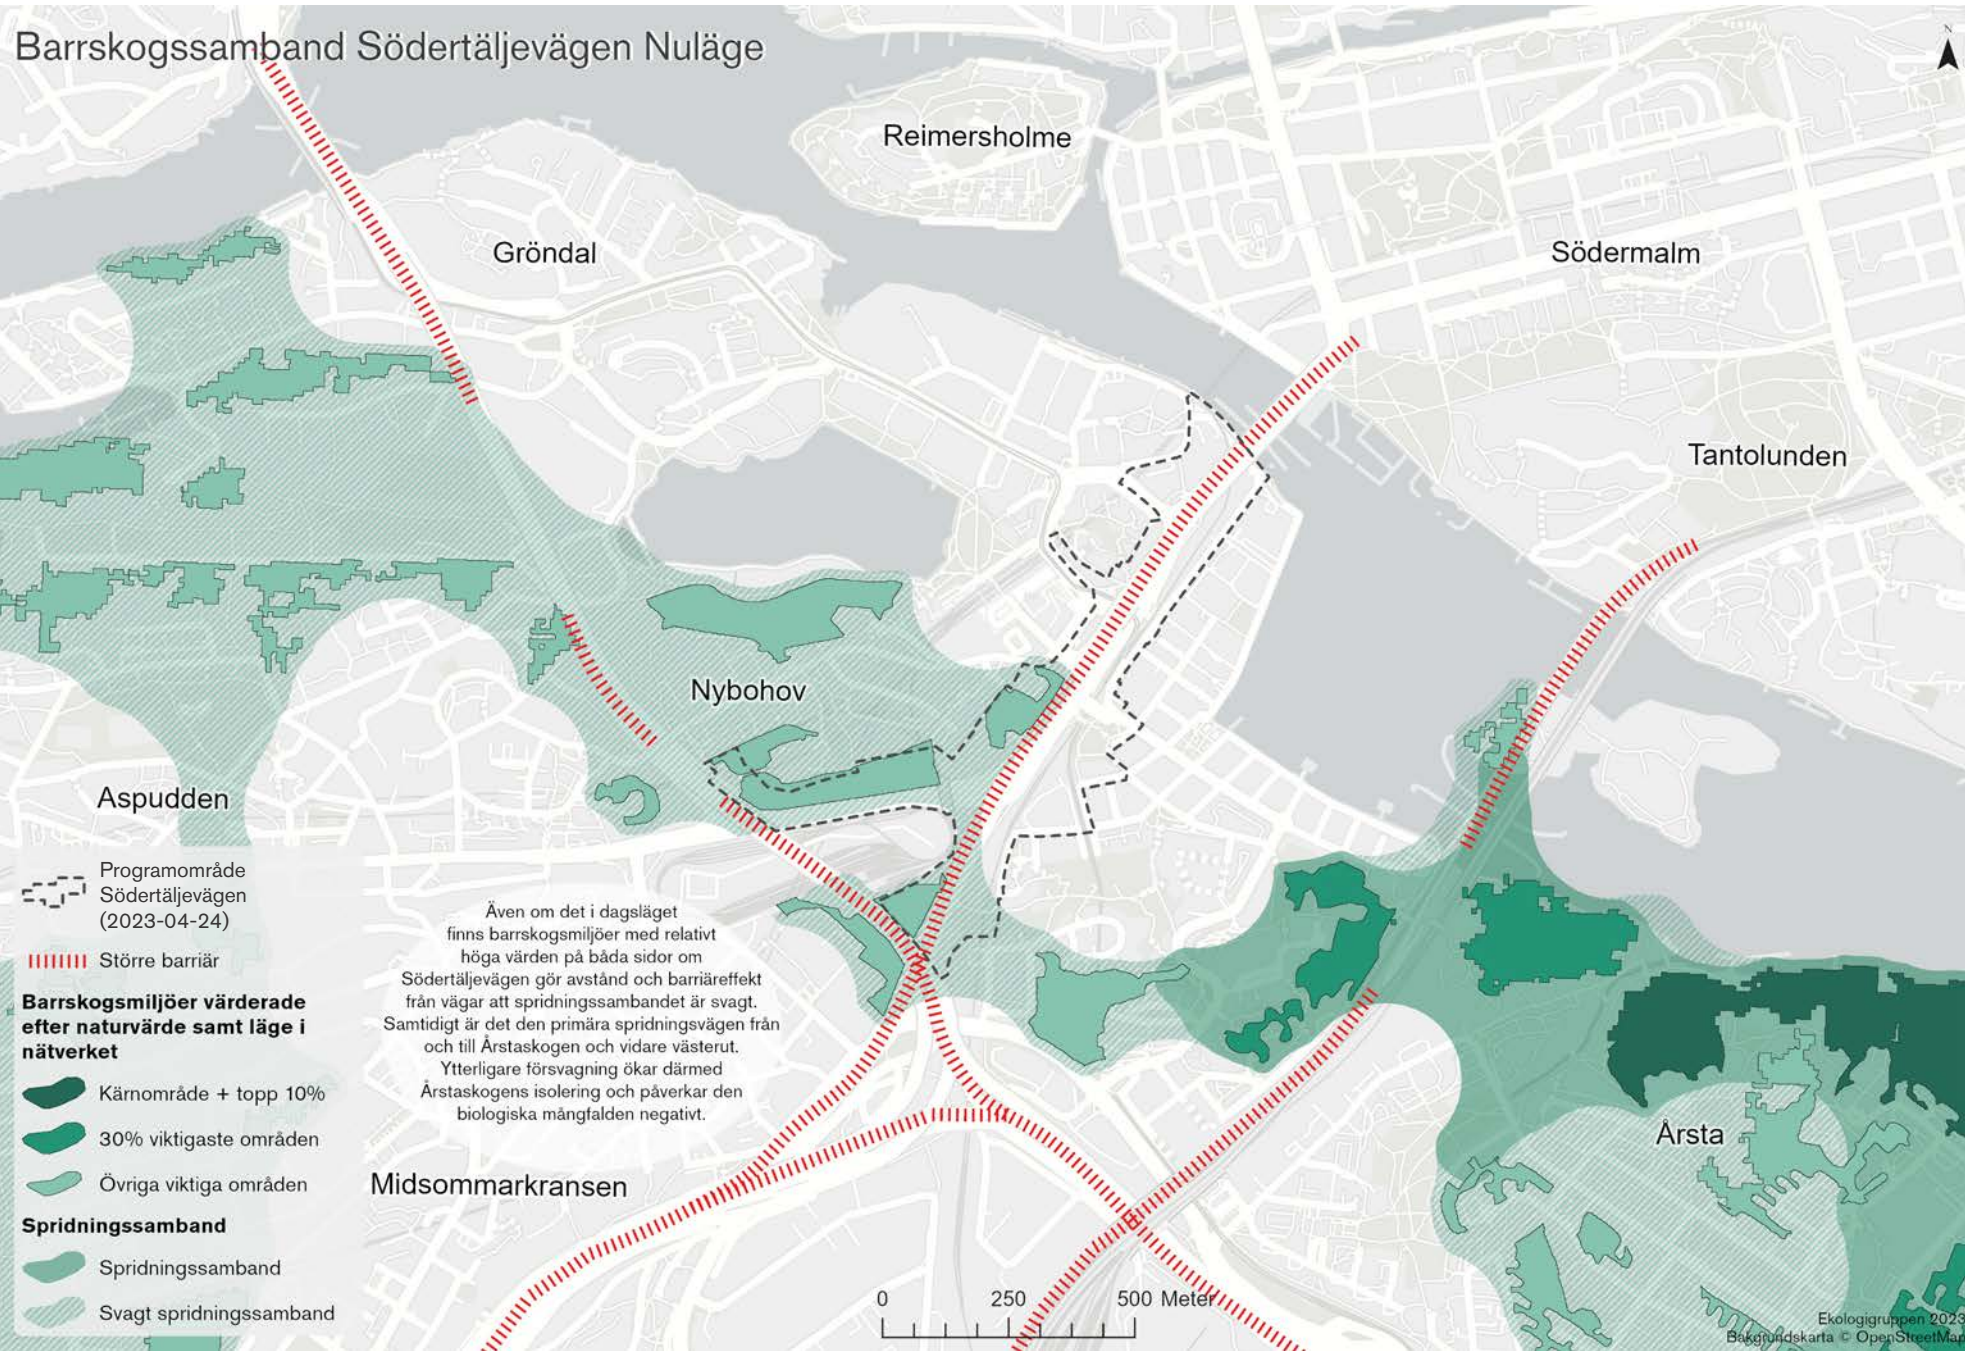 Barrskogssamband Södertäljevägen Nuläge
N
Reimersholme
Gröndal
Södermalm
Tantolunden
Nybohov
Aspudden
Programområde
Södertäljevägen
(2023-04-24)
Större barriär
Barrskogsmiljöer värderade
efter naturvärde samt läge i
nätverket
Kärnområde + topp 10%
30% viktigaste områden
Övriga viktiga områden
Spridningssamband
Spridningssamband
Svagt spridningssamband
Även om det i dagsläget
finns barrskogsmiljöer med relativt
höga värden på båda sidor om
Södertäljevägen gör avstånd och barriäreffekt
från vägar att spridningssambandet är svagt.
Samtidigt är det den primära spridningsvägen från
och till Årstaskogen och vidare västerut.
Ytterligare försvagning ökar därmed
Årstaskogens isolering och påverkar den
biologiska mångfalden negativt.
Årsta
Midsommarkransen
0 250 500 Meter
Ekologigruppen 2023
Bakgrundskarta © OpenStreetMap